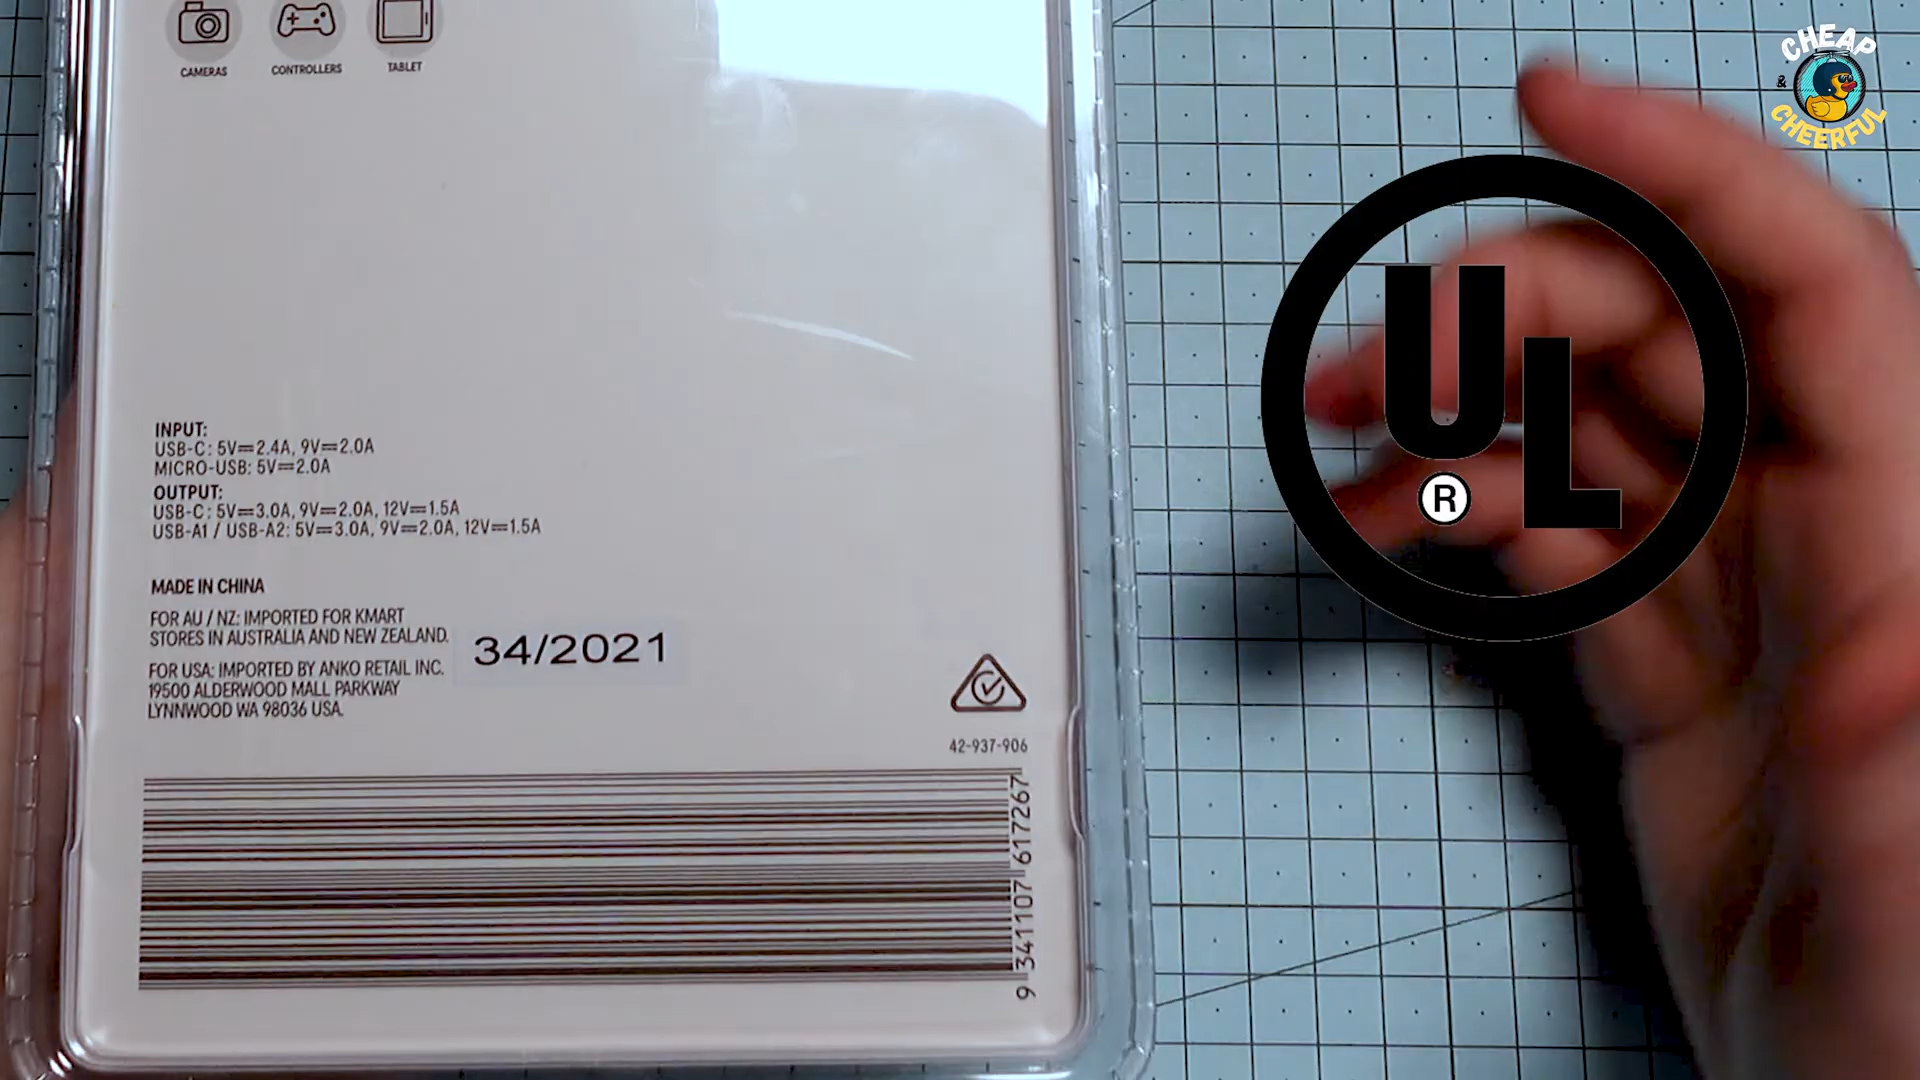 CAMERAS
CONTROLLERS
TABLET
CHEAP
&
CHEERFUL
UL
®
INPUT:
USB-C: 5V⎓2.4A, 9V⎓2.0A
MICRO-USB: 5V⎓2.0A
OUTPUT:
USB-C: 5V⎓3.0A, 9V⎓2.0A, 12V⎓1.5A
USB-A1 / USB-A2: 5V⎓3.0A, 9V⎓2.0A, 12V⎓1.5A
MADE IN CHINA
FOR AU / NZ: IMPORTED FOR KMART
STORES IN AUSTRALIA AND NEW ZEALAND.
34/2021
FOR USA: IMPORTED BY ANKO RETAIL INC.
19500 ALDERWOOD MALL PARKWAY
LYNNWOOD WA 98036 USA.
42-937-906
9 341107 617267